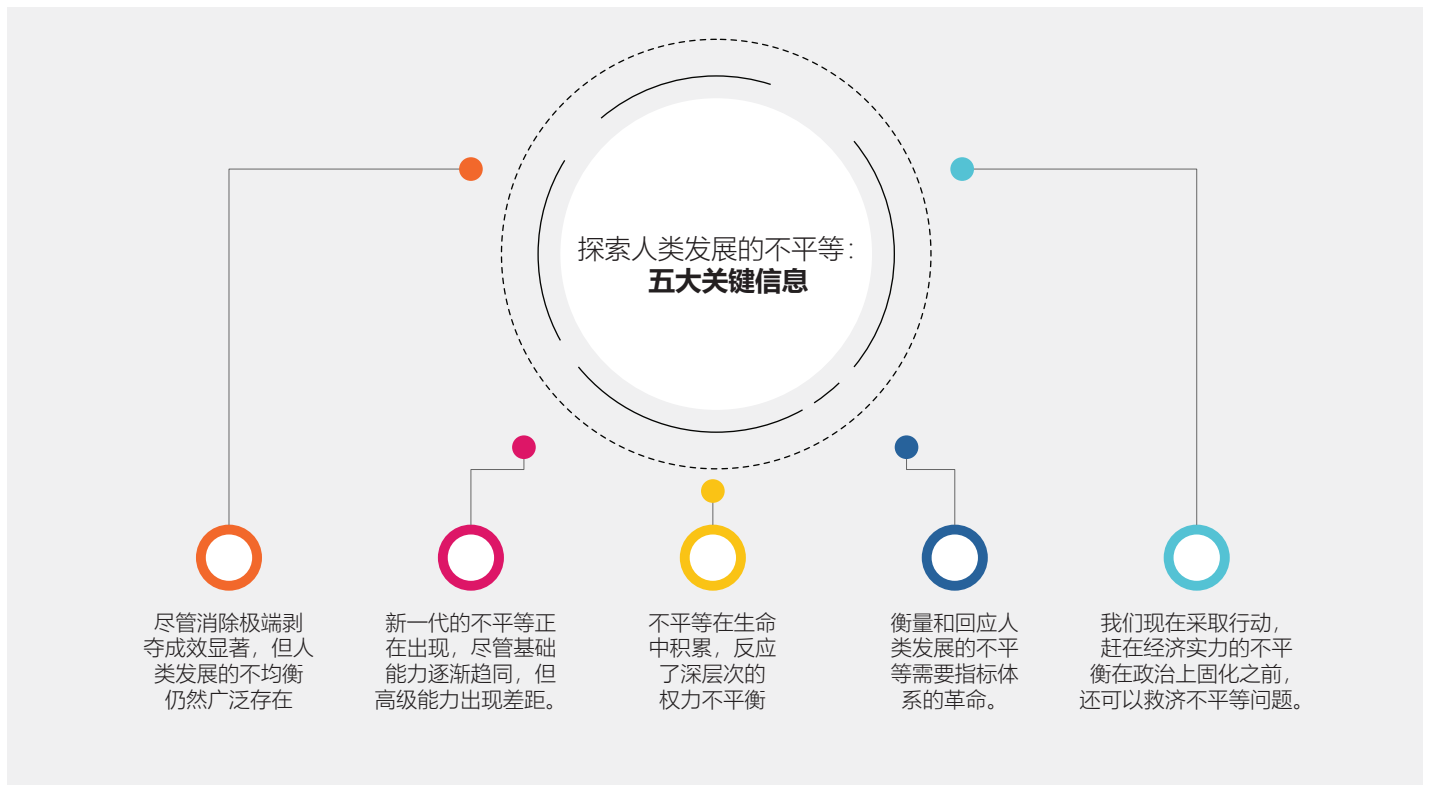 探索人类发展的不平等：
五大关键信息
尽管消除极端剥
夺成效显著，但人
类发展的不均衡
仍然广泛存在
新一代的不平等正
在出现，尽管基础
能力逐渐趋同，但
高级能力出现差距。
不平等在生命
中积累，反应
了深层次的
权力不平衡
衡量和回应人
类发展的不平
等需要指标体
系的革命。
我们现在采取行动，
赶在经济实力的不平
衡在政治上固化之前，
还可以救济不平等问题。